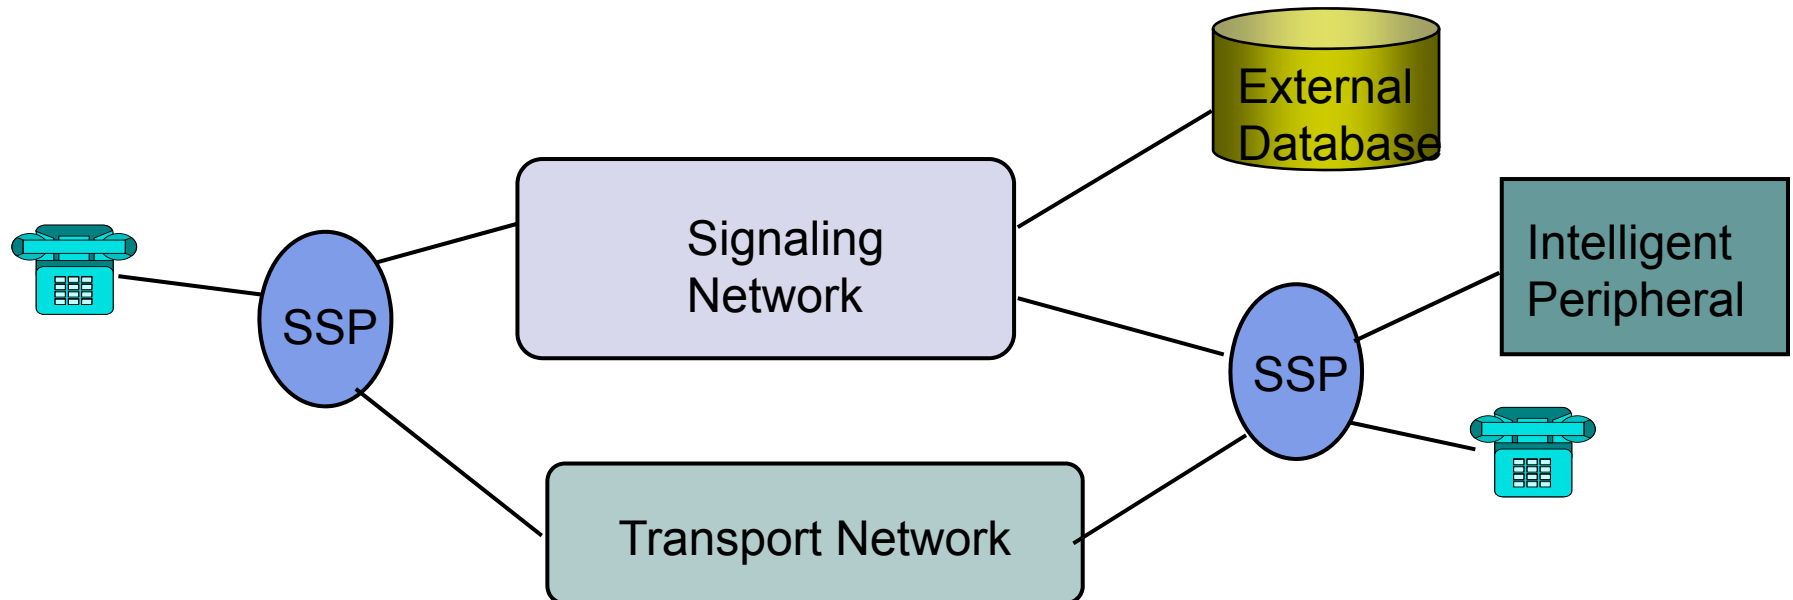 External
Database
Signaling
Network
Intelligent
Peripheral
SSP
SSP
Transport Network